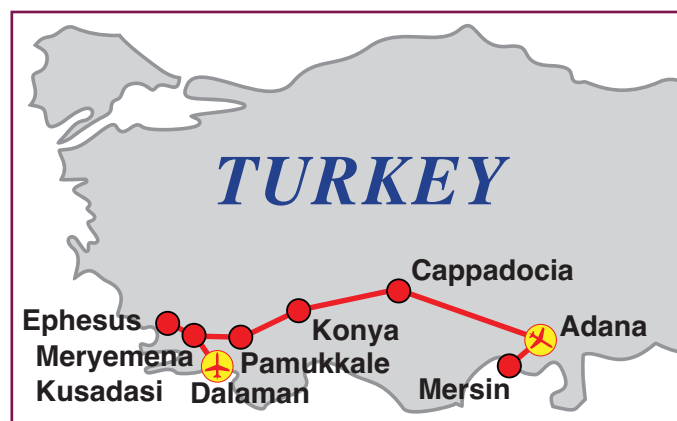 TURKEY
Cappadocia
Ephesus
Konya
Adana
Meryemena
Pamukkale
Kusadasi
Dalaman
Mersin